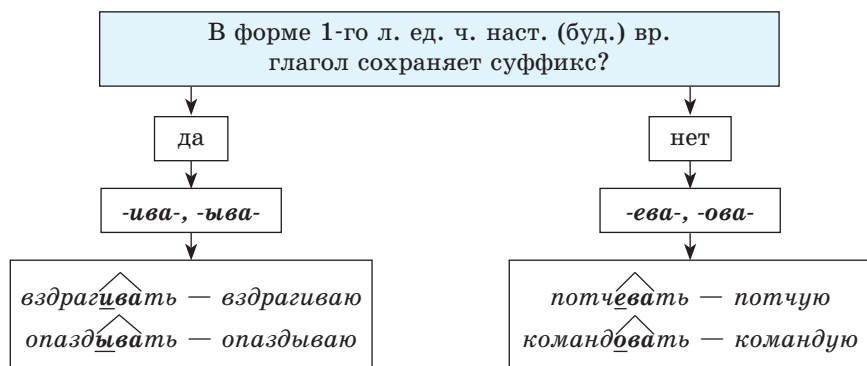 В форме 1-го л. ед. ч. наст. (буд.) вр.
глагол сохраняет суффикс?
да
нет
-ива-, -ыва-
-ева-, -ова-
вздрагивать — вздрагиваю
опаздывать — опаздываю
потчевать — потчую
командовать — командую